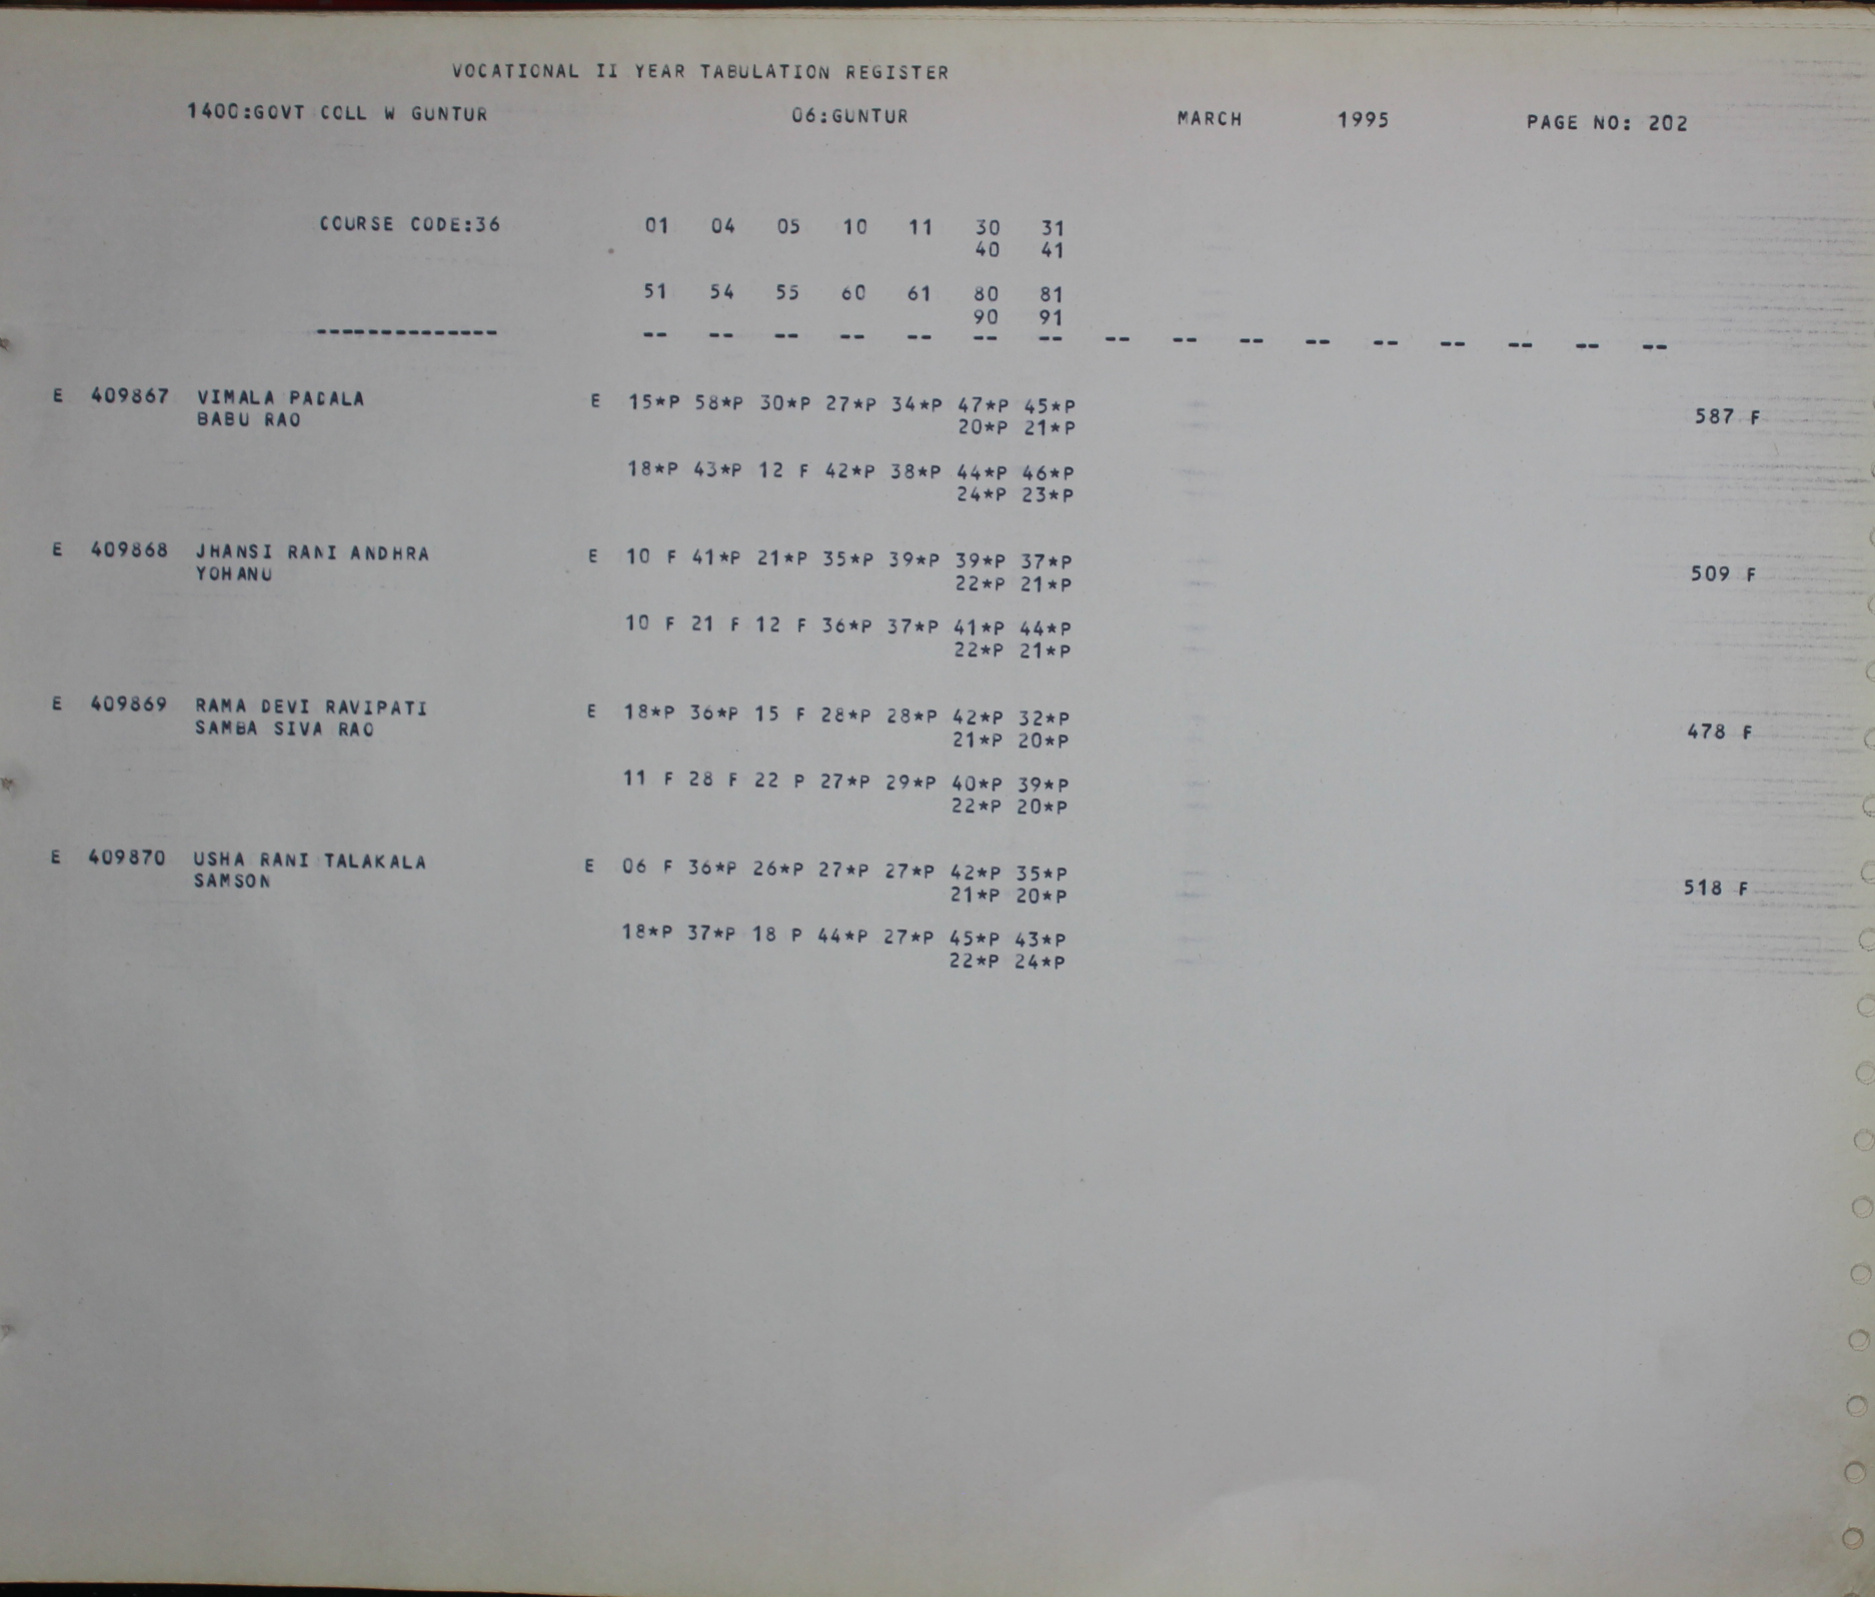 VOCATIONAL II YEAR TABULATION REGISTER
1400:GOVT COLL W GUNTUR 06:GUNTUR MARCH 1995 PAGE NO: 202
COURSE CODE:36 01 04 05 10 11 30 31
40 41
51 54 55 60 61 80 81
90 91
-------------- -- -- -- -- -- -- -- -- -- -- -- -- -- -- -- --
E 409867 VIMALA PADALA E 15*P 58*P 30*P 27*P 34*P 47*P 45*P
BABU RAO 20*P 21*P 587 F
18*P 43*P 12 F 42*P 38*P 44*P 46*P
24*P 23*P
E 409868 JHANSI RANI ANDHRA E 10 F 41*P 21*P 35*P 39*P 39*P 37*P
YOHANU 22*P 21*P 509 F
10 F 21 F 12 F 36*P 37*P 41*P 44*P
22*P 21*P
E 409869 RAMA DEVI RAVIPATI E 18*P 36*P 15 F 28*P 28*P 42*P 32*P
SAMBA SIVA RAO 21*P 20*P 478 F
11 F 28 F 22 P 27*P 29*P 40*P 39*P
22*P 20*P
E 409870 USHA RANI TALAKALA E 06 F 36*P 26*P 27*P 27*P 42*P 35*P
SAMSON 21*P 20*P 518 F
18*P 37*P 18 P 44*P 27*P 45*P 43*P
22*P 24*P